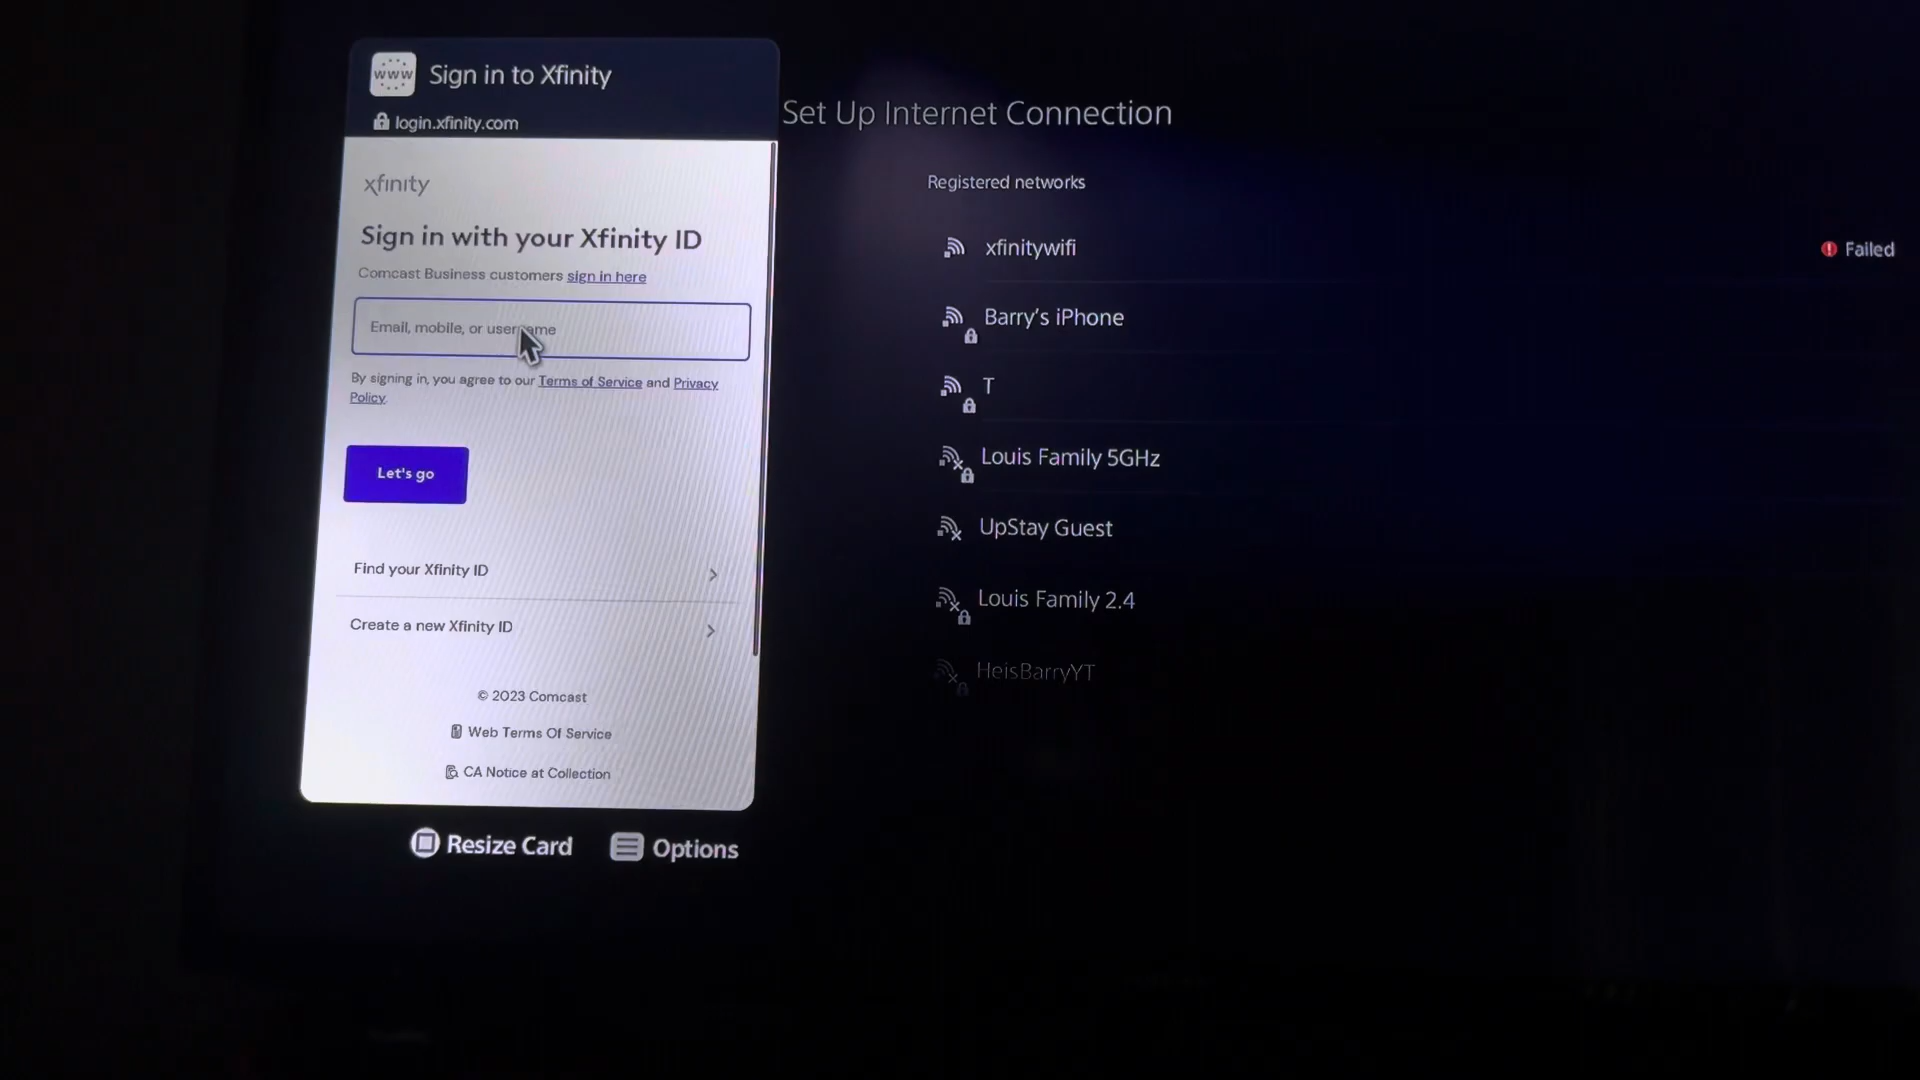 www
Sign in to Xfinity
login.xfinity.com
xfinity
Sign in with your Xfinity ID
Comcast Business customers sign in here
Email, mobile, or username
By signing in, you agree to our Terms of Service and Privacy
Policy.
Let's go
Find your Xfinity ID
Create a new Xfinity ID
© 2023 Comcast
Web Terms Of Service
CA Notice at Collection
Resize Card
Options
Set Up Internet Connection
Registered networks
xfinitywifi
Failed
Barry’s iPhone
T
Louis Family 5GHz
UpStay Guest
Louis Family 2.4
HeisBarryYT